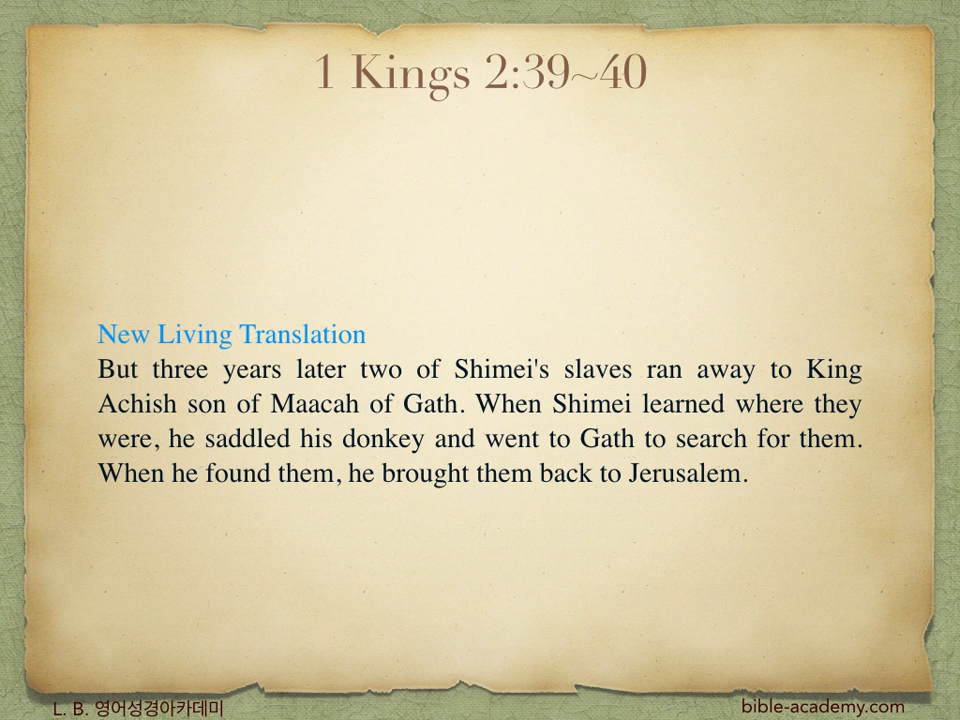 1 Kings 2:39~40
New Living Translation
But three years later two of Shimei's slaves ran away to King
Achish son of Maacah of Gath. When Shimei learned where they
were, he saddled his donkey and went to Gath to search for them.
When he found them, he brought them back to Jerusalem.
L. B. 영어성경아카데미
bible-academy.com